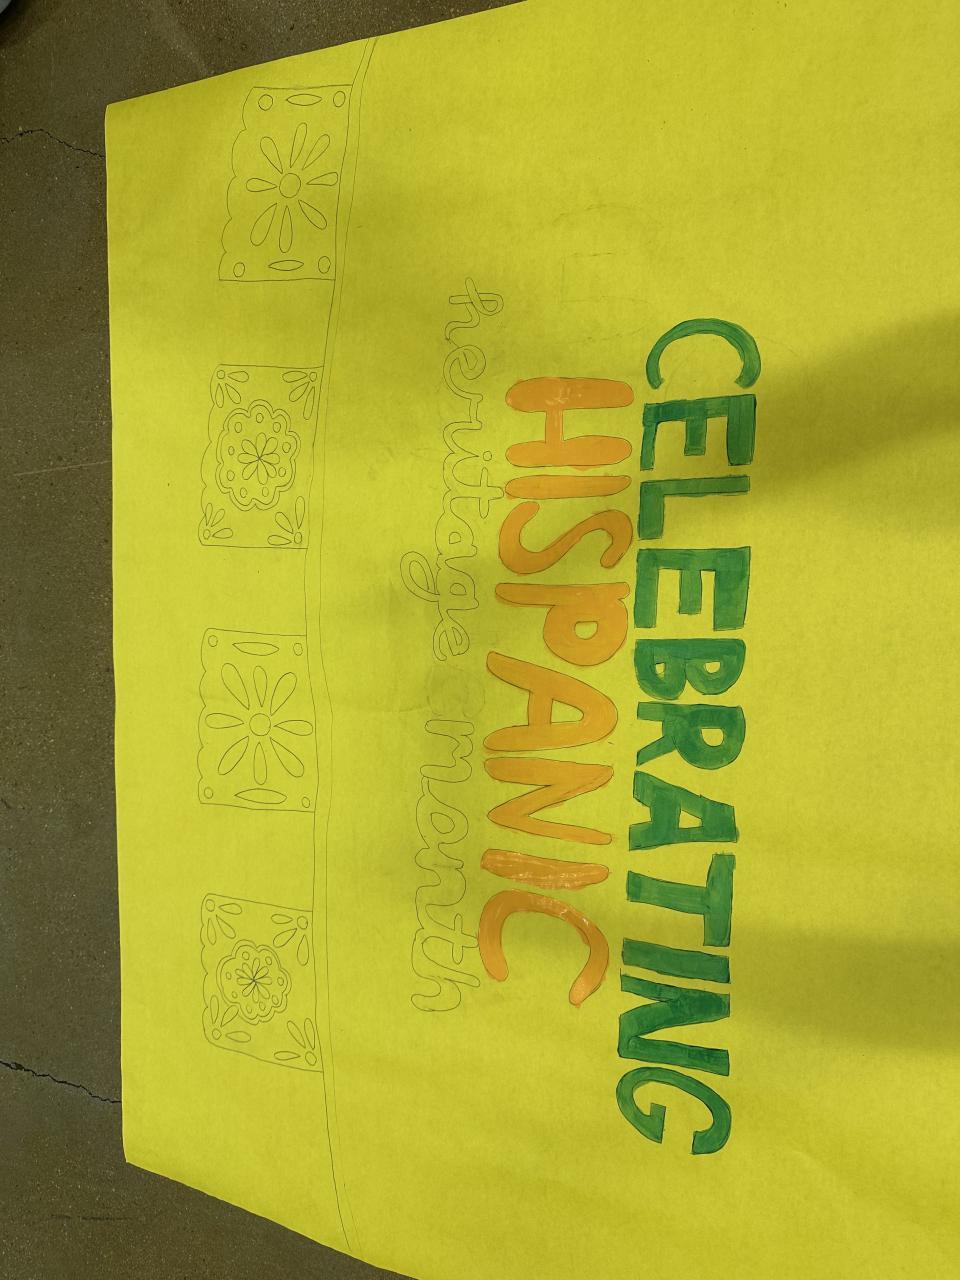 CELEBRATING
HISPANIC
heritage month